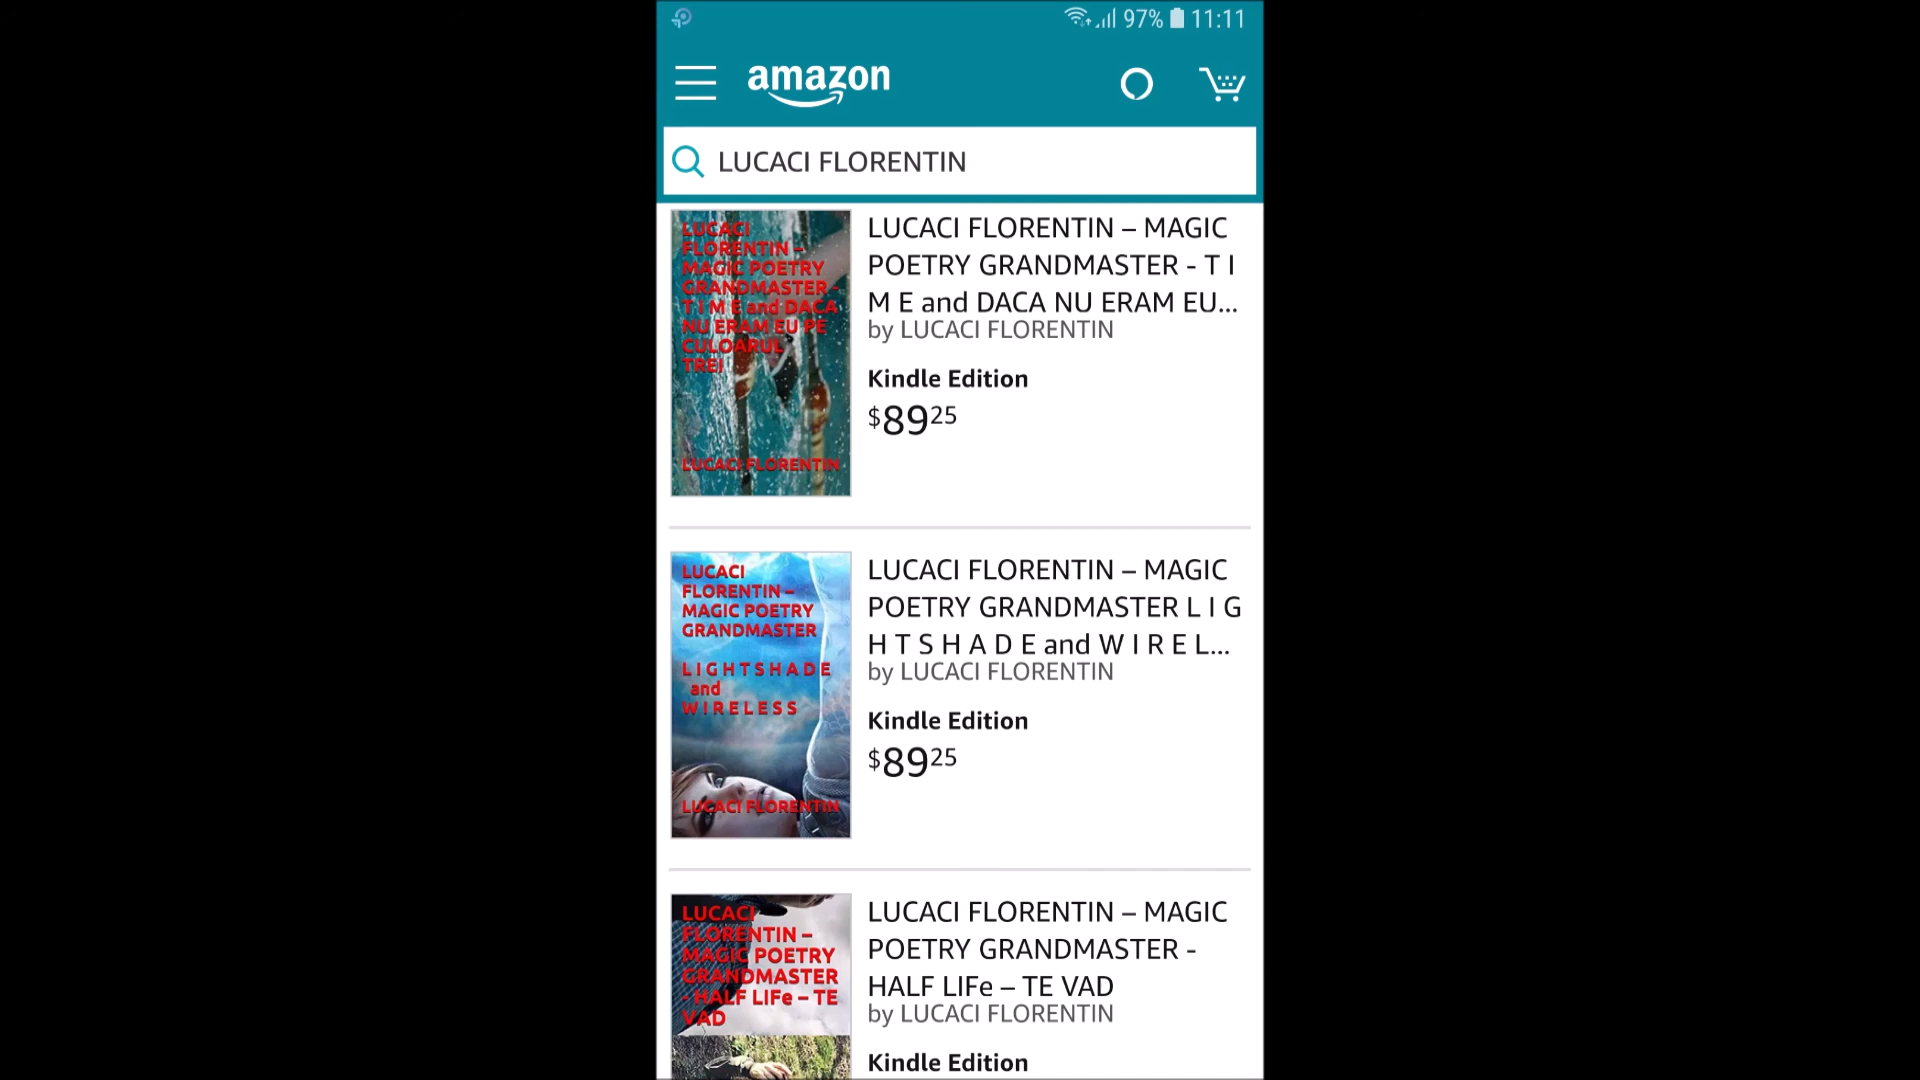 97% 11:11
amazon
LUCACI FLORENTIN
LUCACI
FLORENTIN –
MAGIC POETRY
GRANDMASTER -
T I M E and DACA
NU ERAM EU PE
CULOARUL
TREI
LUCACI FLORENTIN
LUCACI FLORENTIN – MAGIC
POETRY GRANDMASTER - T I
M E and DACA NU ERAM EU...
by LUCACI FLORENTIN
Kindle Edition
$89 25
LUCACI
FLORENTIN –
MAGIC POETRY
GRANDMASTER
L I G H T S H A D E
and
W I R E L E S S
LUCACI FLORENTIN
LUCACI FLORENTIN – MAGIC
POETRY GRANDMASTER L I G
H T S H A D E and W I R E L...
by LUCACI FLORENTIN
Kindle Edition
$89 25
LUCACI
FLORENTIN –
MAGIC POETRY
GRANDMASTER
- HALF LIFe – TE
VAD
LUCACI FLORENTIN – MAGIC
POETRY GRANDMASTER -
HALF LIFe – TE VAD
by LUCACI FLORENTIN
Kindle Edition